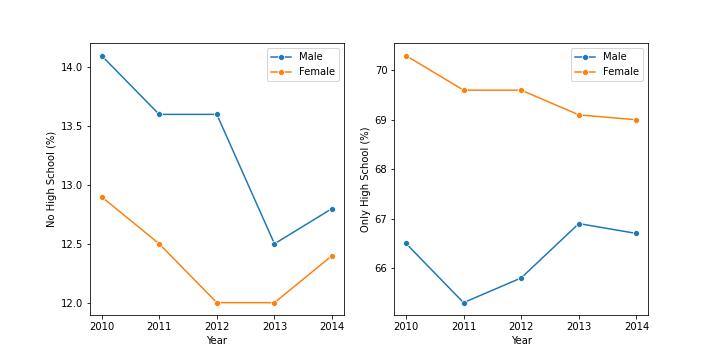 No High School (%)
14.0
13.5
13.0
12.5
12.0
2010 2011 2012 2013 2014
Year
Male
Female
Only High School (%)
70
69
68
67
66
2010 2011 2012 2013 2014
Year
Male
Female